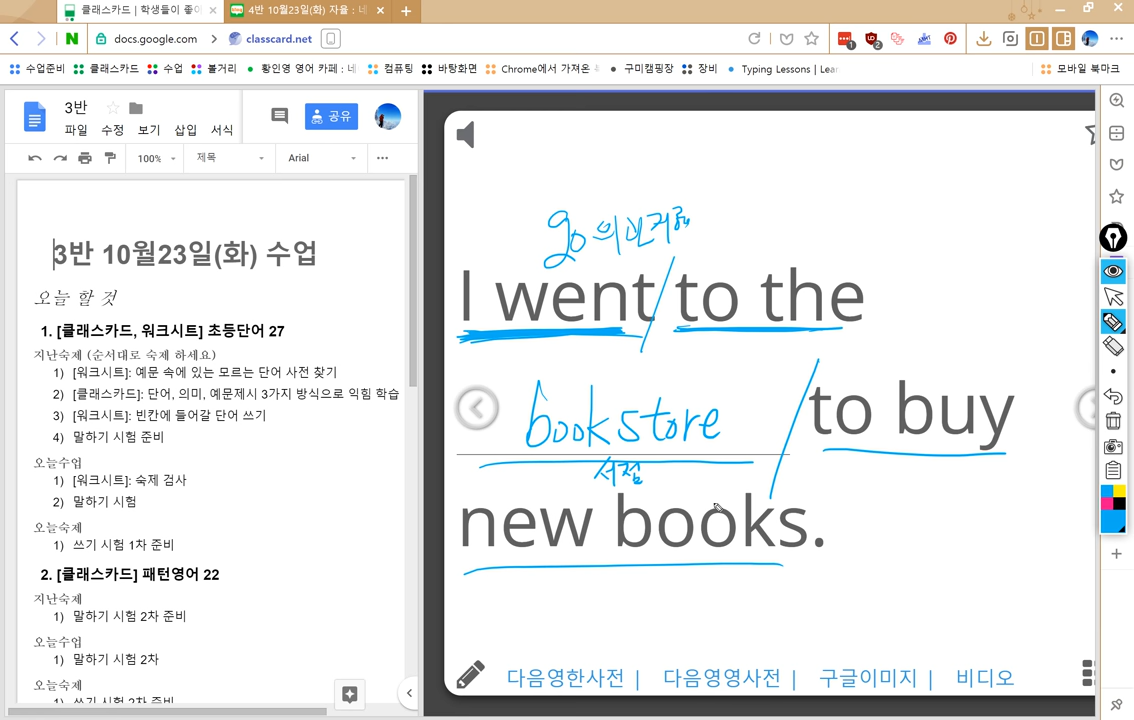 클래스카드 | 학생들이 좋아
4반 10월23일(화) 자율 : 네
docs.google.com
classcard.net
수업준비
클래스카드
수업
볼거리
황인영 영어 카페 : 네
컴퓨팅
바탕화면
Chrome에서 가져온
구미캠핑장
장비
Typing Lessons | Lear
모바일 북마크
3반
파일 수정 보기 삽입 서식
공유
100%
제목
Arial
3반 10월23일(화) 수업
오늘 할 것
1. [클래스카드, 워크시트] 초등단어 27
지난숙제 (순서대로 숙제 하세요)
1) [워크시트]: 예문 속에 있는 모르는 단어 사전 찾기
2) [클래스카드]: 단어, 의미, 예문제시 3가지 방식으로 익힘 학습
3) [워크시트]: 빈칸에 들어갈 단어 쓰기
4) 말하기 시험 준비
오늘수업
1) [워크시트]: 숙제 검사
2) 말하기 시험
오늘숙제
1) 쓰기 시험 1차 준비
2. [클래스카드] 패턴영어 22
지난숙제
1) 말하기 시험 2차 준비
오늘수업
1) 말하기 시험 2차
오늘숙제
1) 쓰기 시험 2차 준비
go의 과거형
I went / to the
bookstore / to buy
서점
new books.
다음영한사전 | 다음영영사전 | 구글이미지 | 비디오